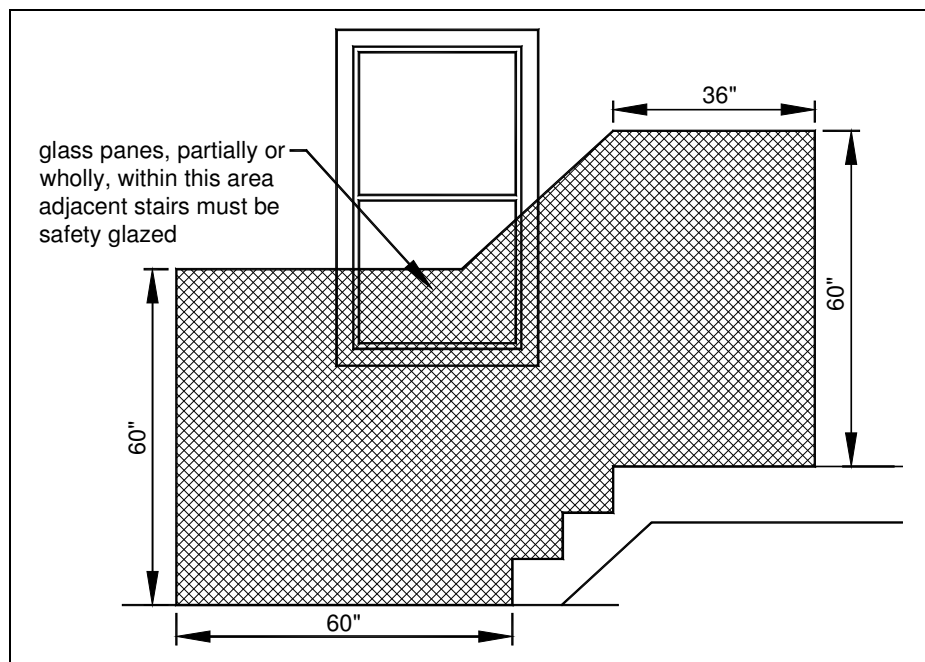 36"
glass panes, partially or
wholly, within this area
adjacent stairs must be
safety glazed
60"
60"
60"